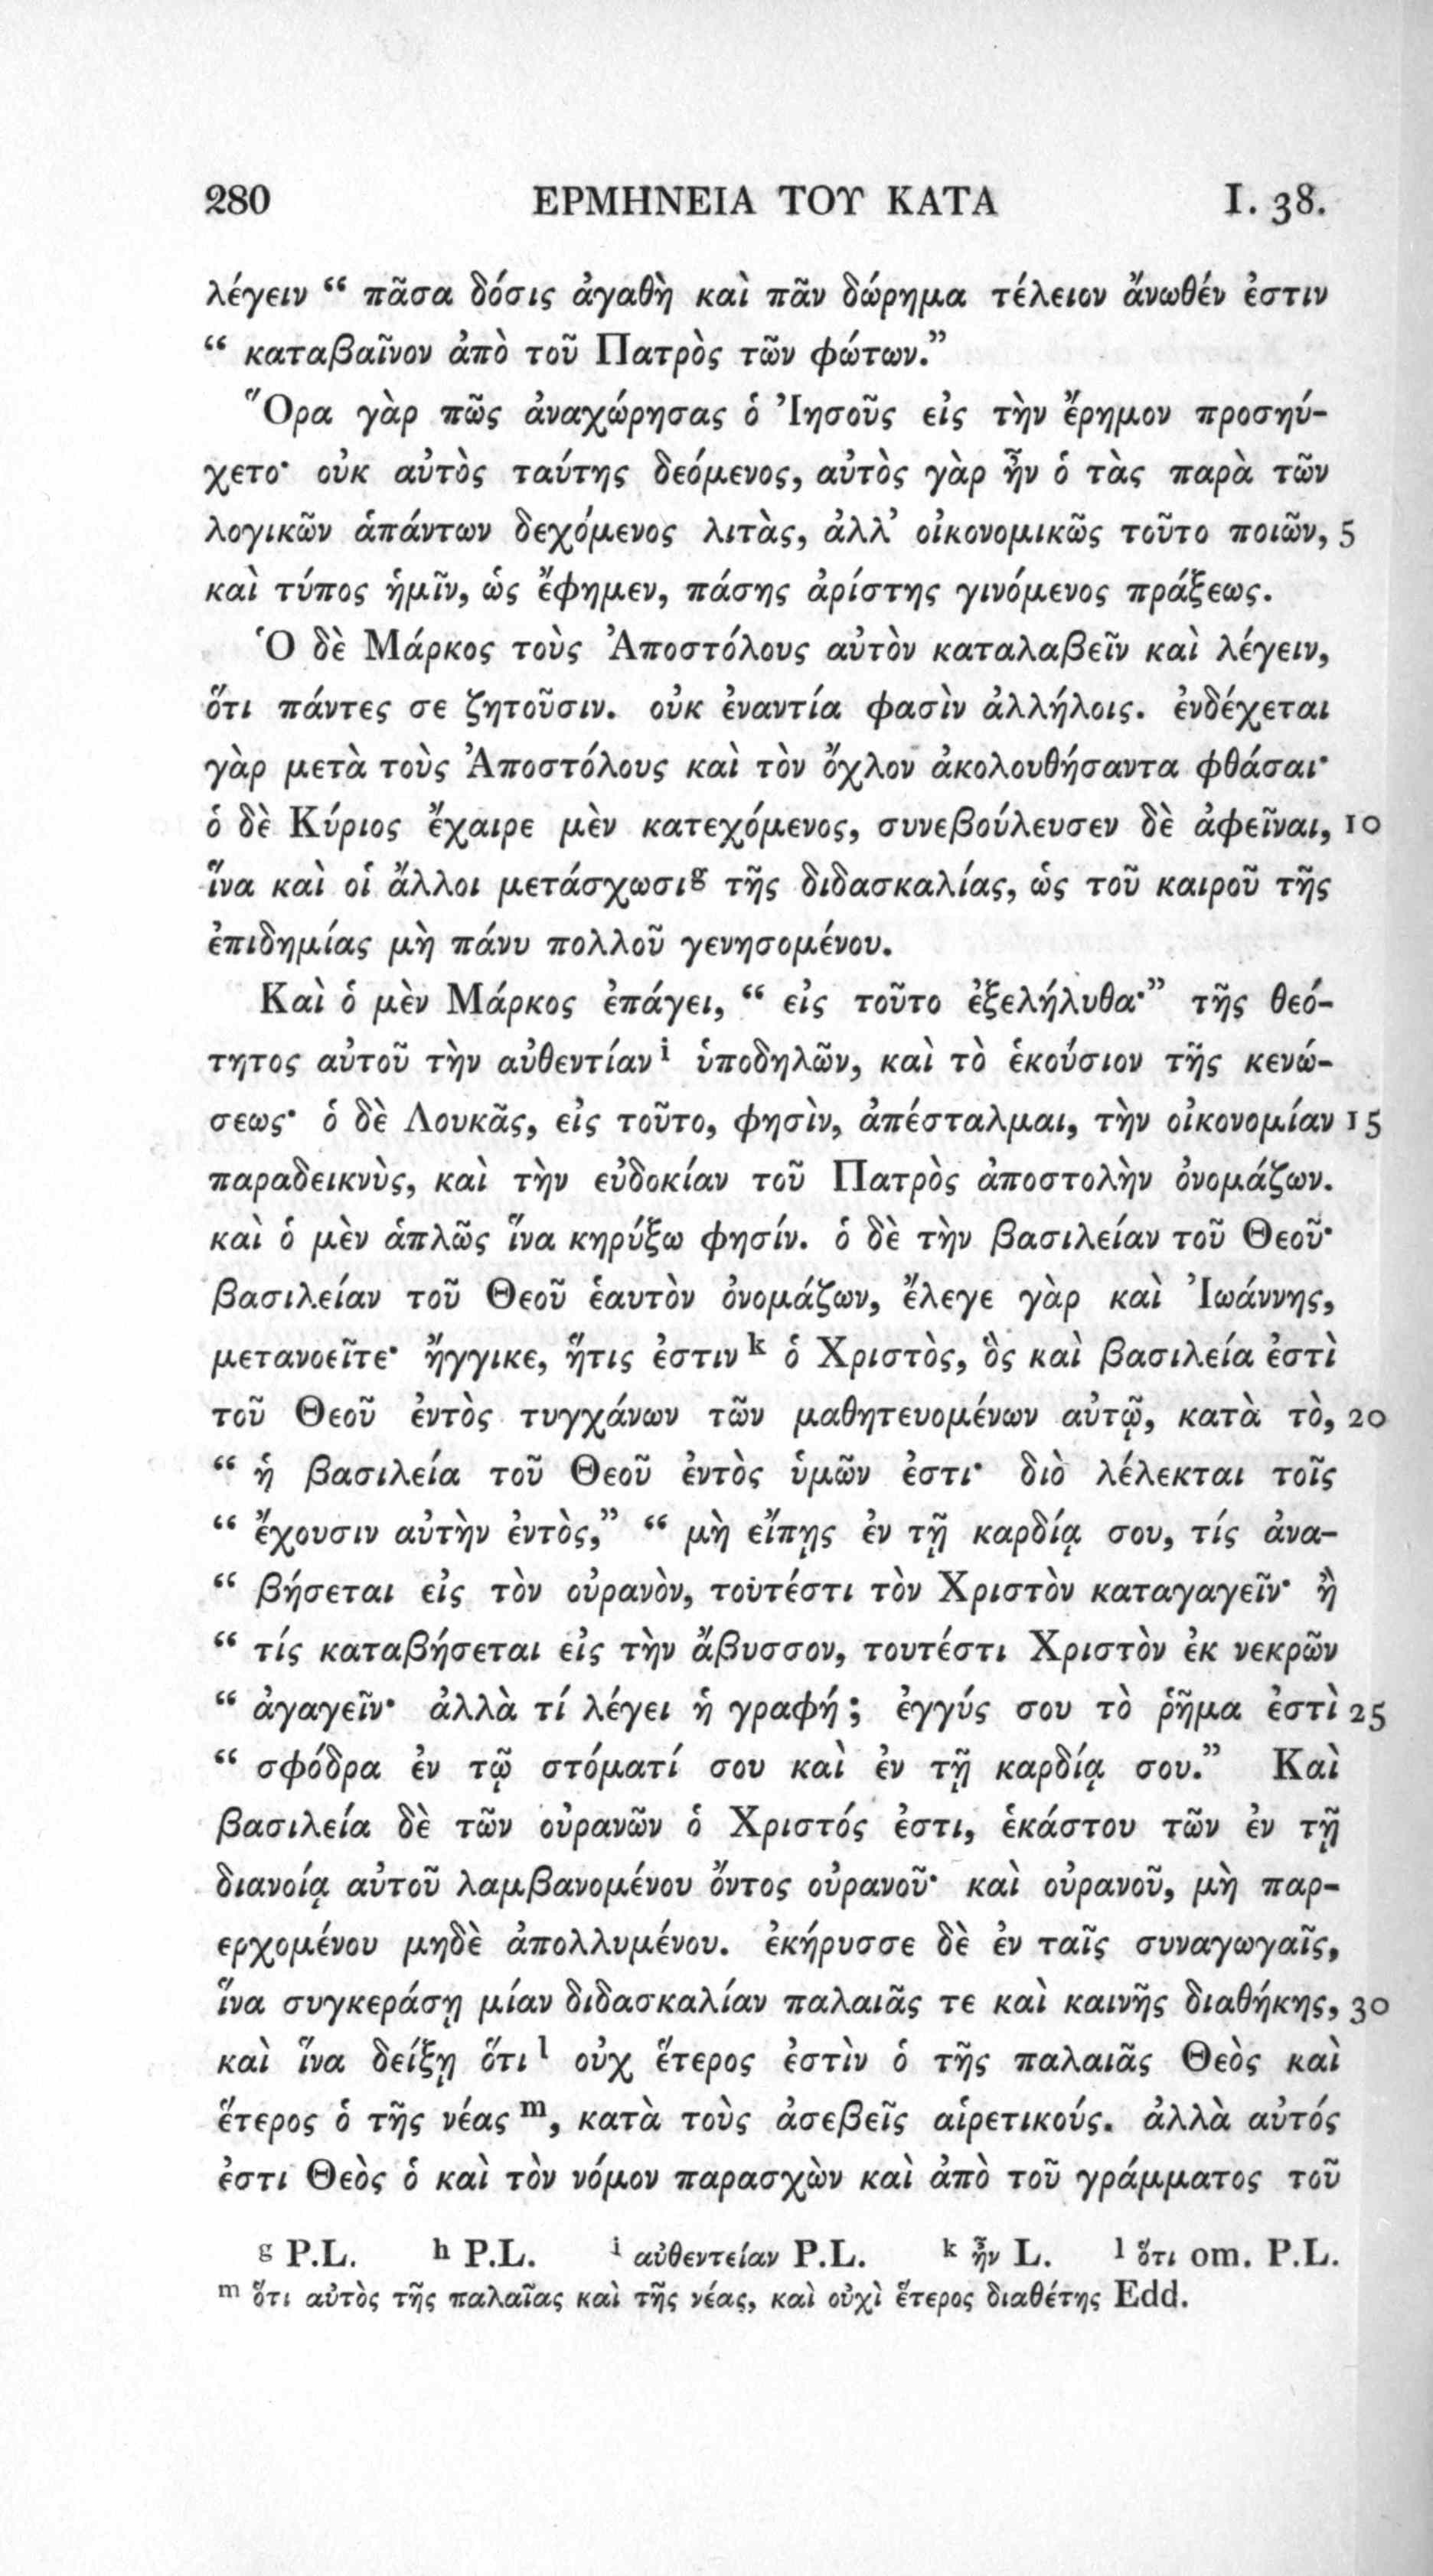 280 ΕΡΜΗΝΕΙΑ ΤΟΥ ΚΑΤΑ I. 38.
λέγειν “ πᾶσα δόσις ἀγαθὴ καὶ πᾶν δώρημα τέλειον ἄνωθέν ἐστιν
“ καταβαῖνον ἀπὸ τοῦ Πατρὸς τῶν φώτων.”
Ὅρα γὰρ πῶς ἀναχώρησας ὁ Ἰησοῦς εἰς τὴν ἔρημον προσηύ-
χετο· οὐκ αὐτὸς ταύτης δεόμενος, αὐτὸς γὰρ ἦν ὁ τὰς παρὰ τῶν
λογικῶν ἁπάντων δεχόμενος λιτὰς, ἀλλ’ οἰκονομικῶς τοῦτο ποιῶν, 5
καὶ τύπος ἡμῖν, ὡς ἔφημεν, πάσης ἀρίστης γινόμενος πράξεως.
Ὁ δὲ Μάρκος τοὺς Ἀποστόλους αὐτὸν καταλαβεῖν καὶ λέγειν,
ὅτι πάντες σε ζητοῦσιν. οὐκ ἐναντία φασὶν ἀλλήλοις. ἐνδέχεται
γὰρ μετὰ τοὺς Ἀποστόλους καὶ τὸν ὄχλον ἀκολουθήσαντα φθάσαι·
ὁ δὲ Κύριος ἔχαιρε μὲν κατεχόμενος, συνεβούλευσεν δὲ ἀφεῖναι, 10
ἵνα καὶ οἱ ἄλλοι μετάσχωσι g τῆς διδασκαλίας, ὡς τοῦ καιροῦ τῆς
ἐπιδημίας μὴ πάνυ πολλοῦ γενησομένου.
Καὶ ὁ μὲν Μάρκος ἐπάγει, “ εἰς τοῦτο ἐξελήλυθα·” τῆς θεό-
τητος αὐτοῦ τὴν αὐθεντίαν i ὑποδηλῶν, καὶ τὸ ἑκούσιον τῆς κενώ-
σεως· ὁ δὲ Λουκᾶς, εἰς τοῦτο, φησὶν, ἀπέσταλμαι, τὴν οἰκονομίαν 15
παραδεικνὺς, καὶ τὴν εὐδοκίαν τοῦ Πατρὸς ἀποστολὴν ὀνομάζων.
καὶ ὁ μὲν ἁπλῶς ἵνα κηρύξω φησίν. ὁ δὲ τὴν βασιλείαν τοῦ Θεοῦ·
βασιλείαν τοῦ Θεοῦ ἑαυτὸν ὀνομάζων, ἔλεγε γὰρ καὶ Ἰωάννης,
μετανοεῖτε· ἤγγικε, ἥτις ἐστιν k ὁ Χριστὸς, ὃς καὶ βασιλεία ἐστὶ
τοῦ Θεοῦ ἐντὸς τυγχάνων τῶν μαθητευομένων αὐτῷ, κατὰ τὸ, 20
“ ἡ βασιλεία τοῦ Θεοῦ ἐντὸς ὑμῶν ἐστι· διὸ λέλεκται τοῖς
“ ἔχουσιν αὐτὴν ἐντὸς,” “ μὴ εἴπῃς ἐν τῇ καρδίᾳ σου, τίς ἀνα-
“ βήσεται εἰς τὸν οὐρανὸν, τοὐτέστι τὸν Χριστὸν καταγαγεῖν· ἢ
“ τίς καταβήσεται εἰς τὴν ἄβυσσον, τουτέστι Χριστὸν ἐκ νεκρῶν
“ ἀγαγεῖν· ἀλλὰ τί λέγει ἡ γραφή; ἐγγύς σου τὸ ῥῆμα ἐστὶ 25
“ σφόδρα ἐν τῷ στόματί σου καὶ ἐν τῇ καρδίᾳ σου.” Καὶ
βασιλεία δὲ τῶν οὐρανῶν ὁ Χριστός ἐστι, ἑκάστου τῶν ἐν τῇ
διανοίᾳ αὐτοῦ λαμβανομένου ὄντος οὐρανοῦ· καὶ οὐρανοῦ, μὴ παρ-
ερχομένου μηδὲ ἀπολλυμένου. ἐκήρυσσε δὲ ἐν ταῖς συναγωγαῖς,
ἵνα συγκεράσῃ μίαν διδασκαλίαν παλαιᾶς τε καὶ καινῆς διαθήκης, 30
καὶ ἵνα δείξῃ ὅτι l οὐχ ἕτερος ἐστὶν ὁ τῆς παλαιᾶς Θεὸς καὶ
ἕτερος ὁ τῆς νέας m, κατὰ τοὺς ἀσεβεῖς αἱρετικούς. ἀλλὰ αὐτός
ἐστι Θεὸς ὁ καὶ τὸν νόμον παρασχὼν καὶ ἀπὸ τοῦ γράμματος τοῦ
g P.L. h P.L. i αὐθεντείαν P.L. k ἦν L. l ὅτι om. P.L.
m ὅτι αὐτὸς τῆς παλαῖας καὶ τῆς νέας, καὶ οὐχὶ ἕτερος διαθέτης Edd.